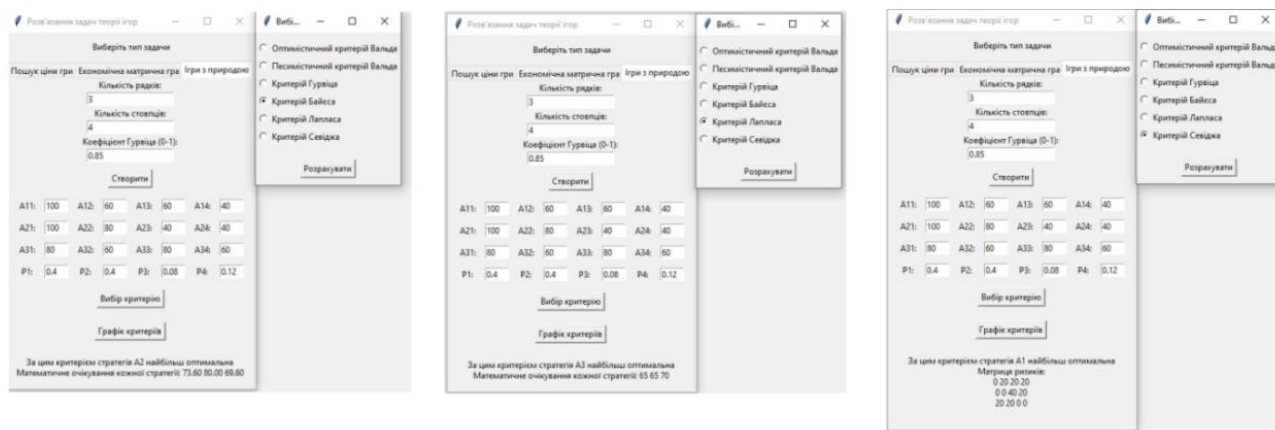 Розв'язання задач теорії ігор
Виберіть тип задачі
Пошук ціни гри Економічна матрична гра Ігри з природою
Кількість рядків:
3
Кількість стовпців:
4
Коефіцієнт Гурвіца (0-1):
0.85
Створити
A11: 100 A12: 60 A13: 60 A14: 40
A21: 100 A22: 80 A23: 40 A24: 40
A31: 80 A32: 60 A33: 80 A34: 60
P1: 0.4 P2: 0.4 P3: 0.08 P4: 0.12
Вибір критерію
Графік критеріїв
За цим критерієм стратегія A2 найбільш оптимальна
Математичне очікування кожної стратегії: 73.60 80.00 69.60
Вибі...
Оптимістичний критерій Вальда
Песимістичний критерій Вальда
Критерій Гурвіца
Критерій Байєса
Критерій Лапласа
Критерій Севіджа
Розрахувати
Розв'язання задач теорії ігор
Виберіть тип задачі
Пошук ціни гри Економічна матрична гра Ігри з природою
Кількість рядків:
3
Кількість стовпців:
4
Коефіцієнт Гурвіца (0-1):
0.85
Створити
A11: 100 A12: 60 A13: 60 A14: 40
A21: 100 A22: 80 A23: 40 A24: 40
A31: 80 A32: 60 A33: 80 A34: 60
P1: 0.4 P2: 0.4 P3: 0.08 P4: 0.12
Вибір критерію
Графік критеріїв
За цим критерієм стратегія A3 найбільш оптимальна
Математичне очікування кожної стратегії: 65 65 70
Вибі...
Оптимістичний критерій Вальда
Песимістичний критерій Вальда
Критерій Гурвіца
Критерій Байєса
Критерій Лапласа
Критерій Севіджа
Розрахувати
Розв'язання задач теорії ігор
Виберіть тип задачі
Пошук ціни гри Економічна матрична гра Ігри з природою
Кількість рядків:
3
Кількість стовпців:
4
Коефіцієнт Гурвіца (0-1):
0.85
Створити
A11: 100 A12: 60 A13: 60 A14: 40
A21: 100 A22: 80 A23: 40 A24: 40
A31: 80 A32: 60 A33: 80 A34: 60
P1: 0.4 P2: 0.4 P3: 0.08 P4: 0.12
Вибір критерію
Графік критеріїв
За цим критерієм стратегія A1 найбільш оптимальна
Матриця ризиків:
0 20 20 20
0 0 40 20
20 20 0 0
Вибі...
Оптимістичний критерій Вальда
Песимістичний критерій Вальда
Критерій Гурвіца
Критерій Байєса
Критерій Лапласа
Критерій Севіджа
Розрахувати